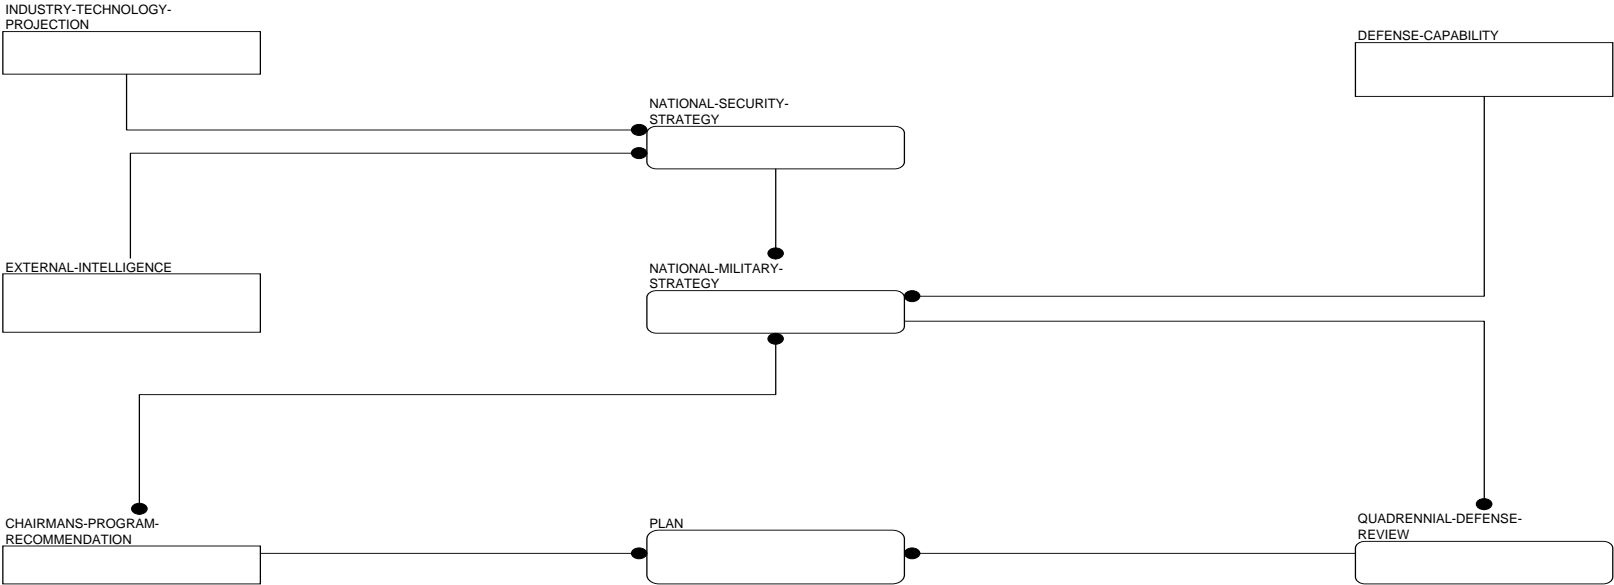 INDUSTRY-TECHNOLOGY-
PROJECTION
DEFENSE-CAPABILITY
NATIONAL-SECURITY-
STRATEGY
EXTERNAL-INTELLIGENCE
NATIONAL-MILITARY-
STRATEGY
CHAIRMANS-PROGRAM-
RECOMMENDATION
PLAN
QUADRENNIAL-DEFENSE-
REVIEW